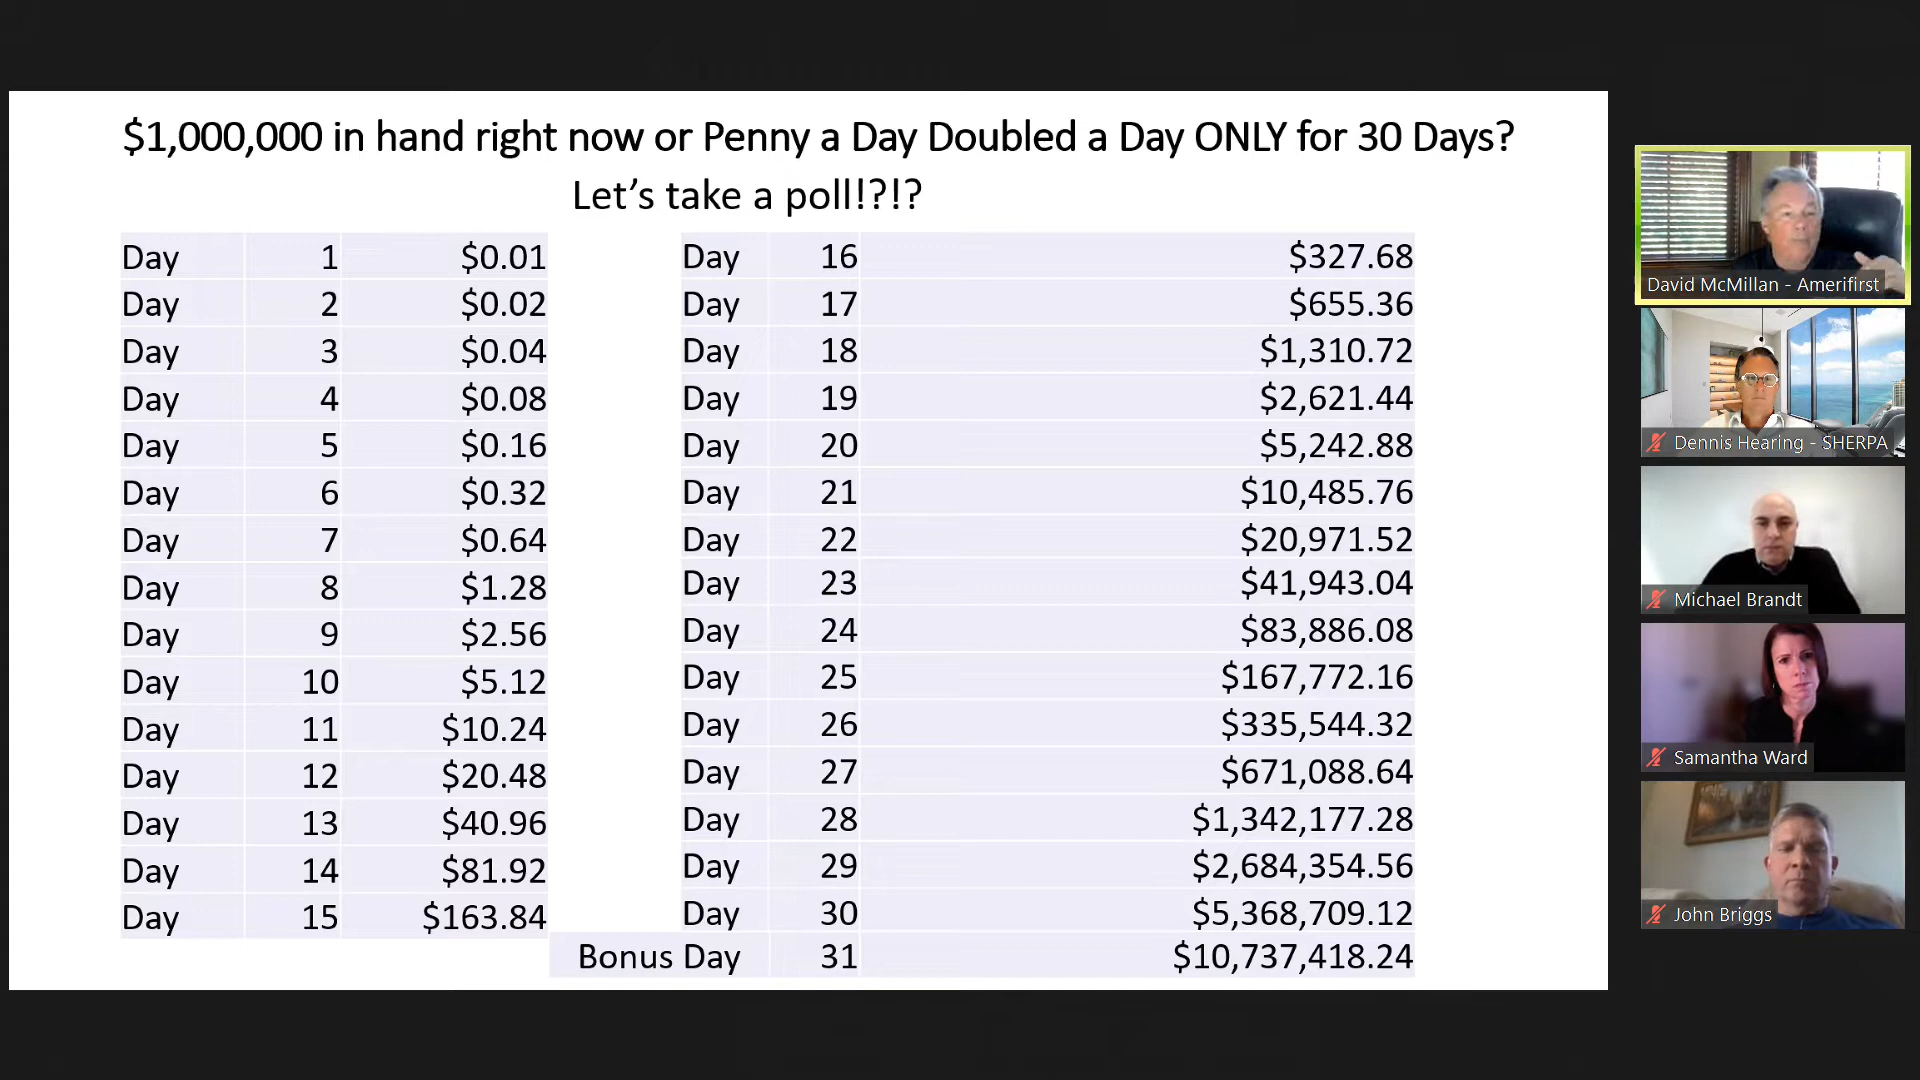 $1,000,000 in hand right now or Penny a Day Doubled a Day ONLY for 30 Days?
Let's take a poll!?!?
Day 1 $0.01
Day 2 $0.02
Day 3 $0.04
Day 4 $0.08
Day 5 $0.16
Day 6 $0.32
Day 7 $0.64
Day 8 $1.28
Day 9 $2.56
Day 10 $5.12
Day 11 $10.24
Day 12 $20.48
Day 13 $40.96
Day 14 $81.92
Day 15 $163.84
Day 16 $327.68
Day 17 $655.36
Day 18 $1,310.72
Day 19 $2,621.44
Day 20 $5,242.88
Day 21 $10,485.76
Day 22 $20,971.52
Day 23 $41,943.04
Day 24 $83,886.08
Day 25 $167,772.16
Day 26 $335,544.32
Day 27 $671,088.64
Day 28 $1,342,177.28
Day 29 $2,684,354.56
Day 30 $5,368,709.12
Bonus Day 31 $10,737,418.24
David McMillan - Amerifirst
Dennis Hearing - SHERPA
Michael Brandt
Samantha Ward
John Briggs